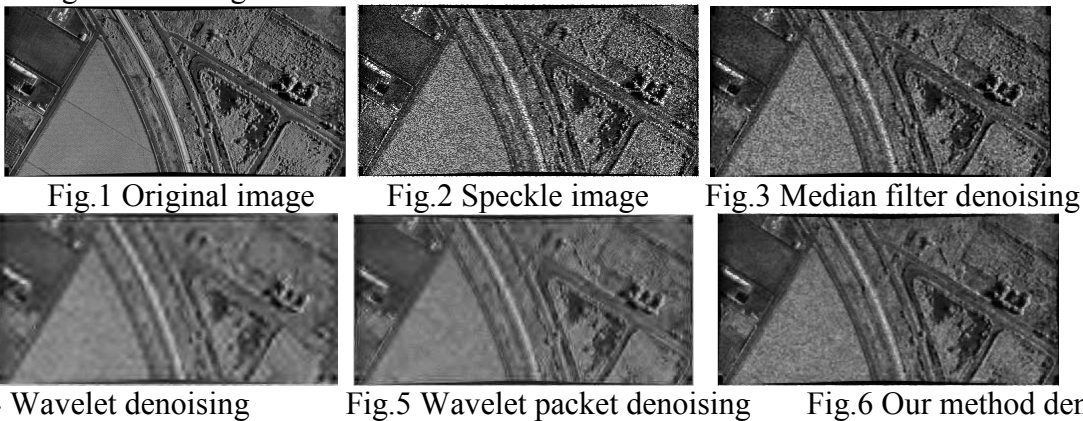 Fig.1 Original image Fig.2 Speckle image Fig.3 Median filter denoising
Wavelet denoising Fig.5 Wavelet packet denoising Fig.6 Our method